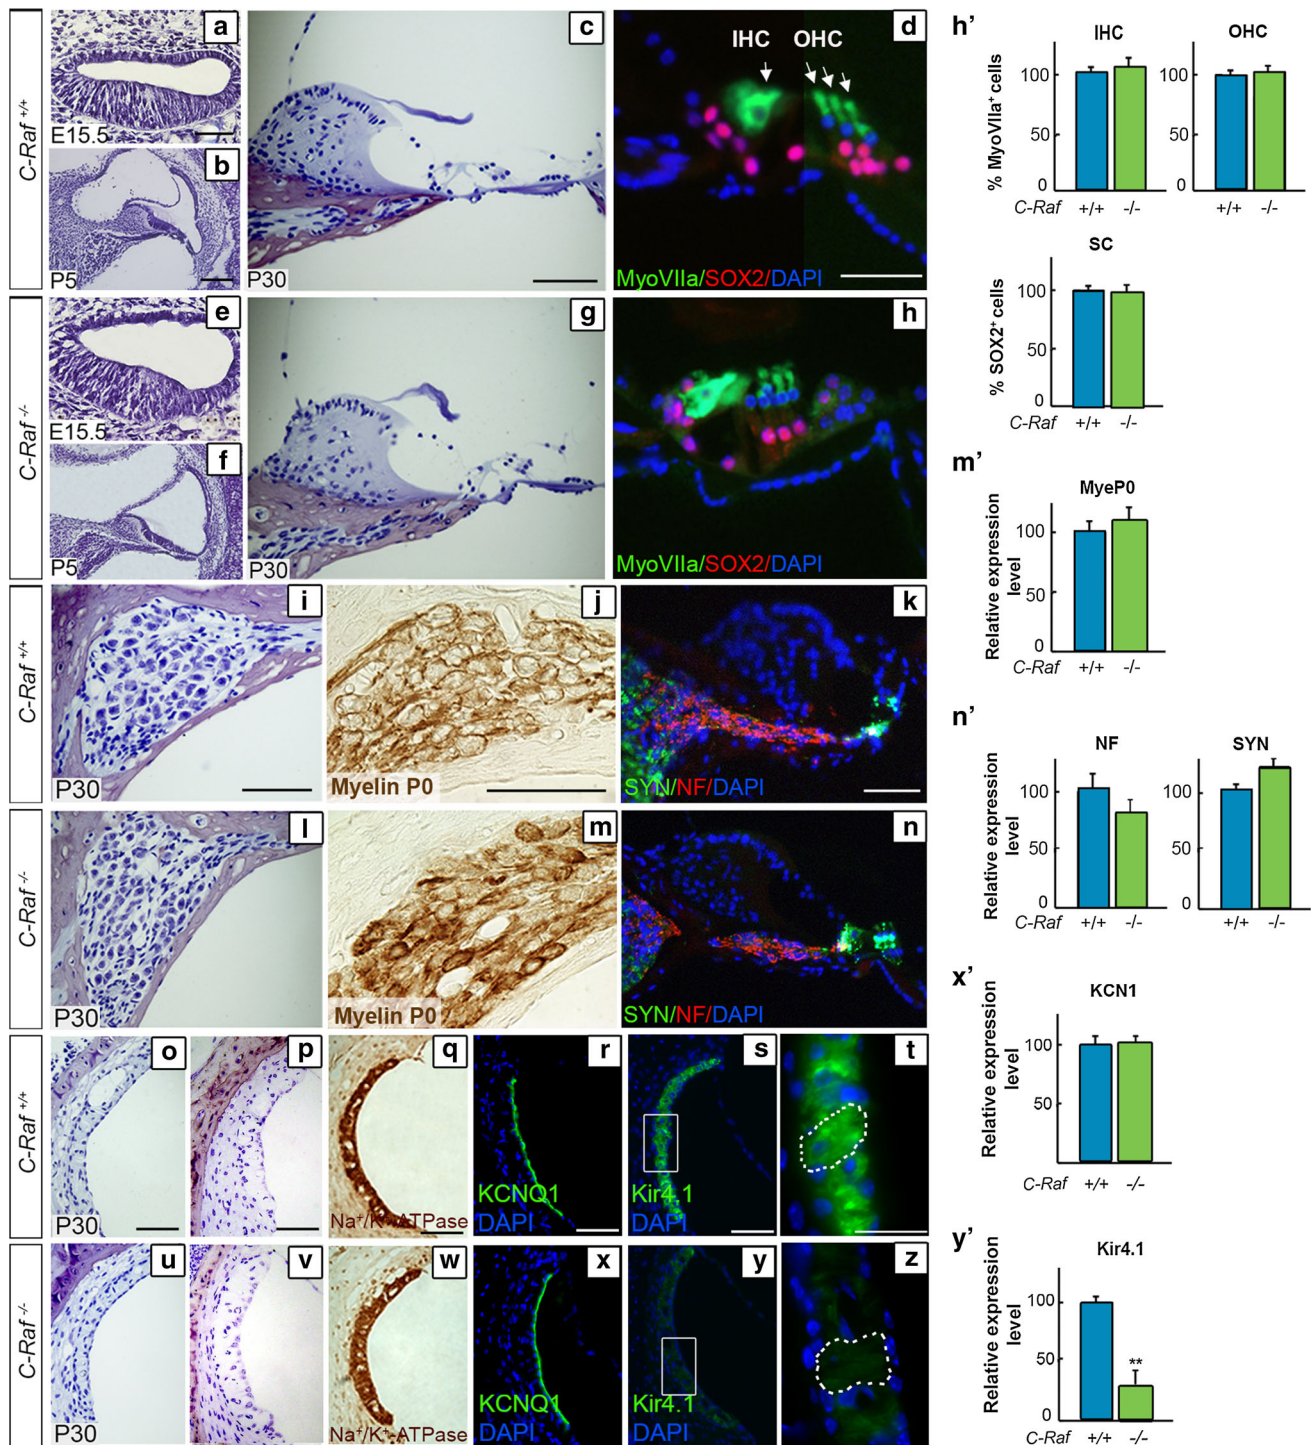 C-Raf +/+
a
E15.5
b
P5
c
P30
d
IHC OHC
MyoVIIa/SOX2/DAPI
C-Raf -/-
e
E15.5
f
P5
g
P30
h
MyoVIIa/SOX2/DAPI
C-Raf +/+
i
P30
j
Myelin P0
k
SYN/NF/DAPI
C-Raf -/-
l
P30
m
Myelin P0
n
SYN/NF/DAPI
C-Raf +/+
o
P30
p
q
Na+/K+-ATPase
r
KCNQ1
DAPI
s
Kir4.1
DAPI
t
C-Raf -/-
u
P30
v
w
Na+/K+-ATPase
x
KCNQ1
DAPI
y
Kir4.1
DAPI
z
h’
IHC
OHC
% MyoVIIa+ cells
100
50
0
100
50
0
C-Raf +/+ -/-
+/+ -/-
SC
% SOX2+ cells
100
50
0
C-Raf +/+ -/-
m’
MyeP0
Relative expression
level
100
50
0
C-Raf +/+ -/-
n’
NF
SYN
Relative expression
level
100
50
0
100
50
0
C-Raf +/+ -/-
+/+ -/-
x’
KCN1
Relative expression
level
100
50
C-Raf +/+ -/-
y’
Kir4.1
Relative expression
level
100
50
0
**
C-Raf +/+ -/-